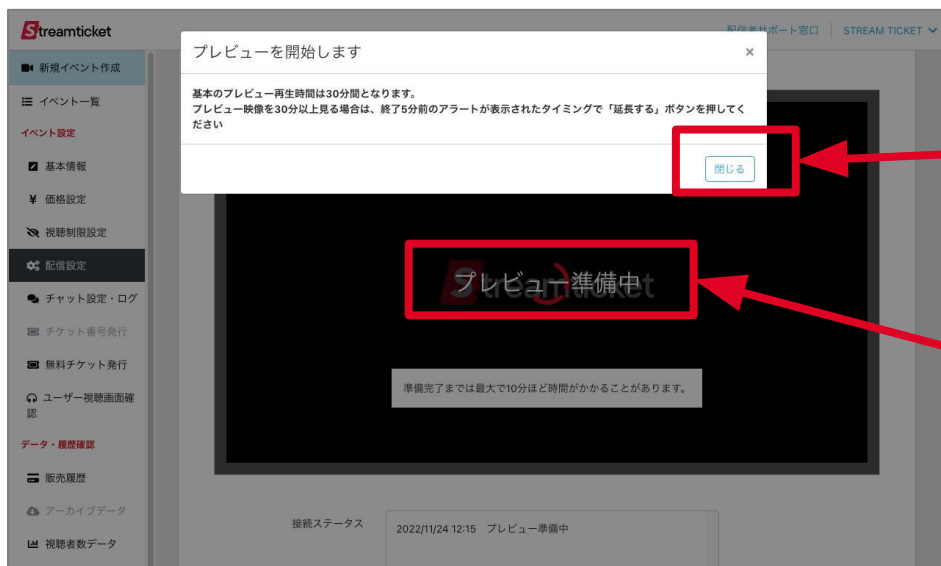 Streamticket
配信者サポート窓口
STREAM TICKET
新規イベント作成
イベント一覧
イベント設定
基本情報
価格設定
視聴制限設定
配信設定
チャット設定・ログ
チケット番号発行
無料チケット発行
ユーザー視聴画面確
認
データ・履歴確認
販売履歴
アーカイブデータ
視聴者数データ
プレビューを開始します
×
基本のプレビュー再生時間は30分間となります。
プレビュー映像を30分以上見る場合は、終了5分前のアラートが表示されたタイミングで「延長する」ボタンを押してく
ださい
閉じる
Streamticket
プレビュー準備中
準備完了までは最大で10分ほど時間がかかることがあります。
接続ステータス
2022/11/24 12:15 プレビュー準備中